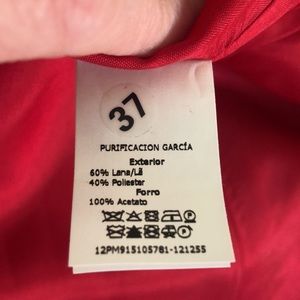 37
PURIFICACION GARCÍA
Exterior
60% Lana/Lã
40% Poliester
Forro
100% Acetato
12PM915105781-121255